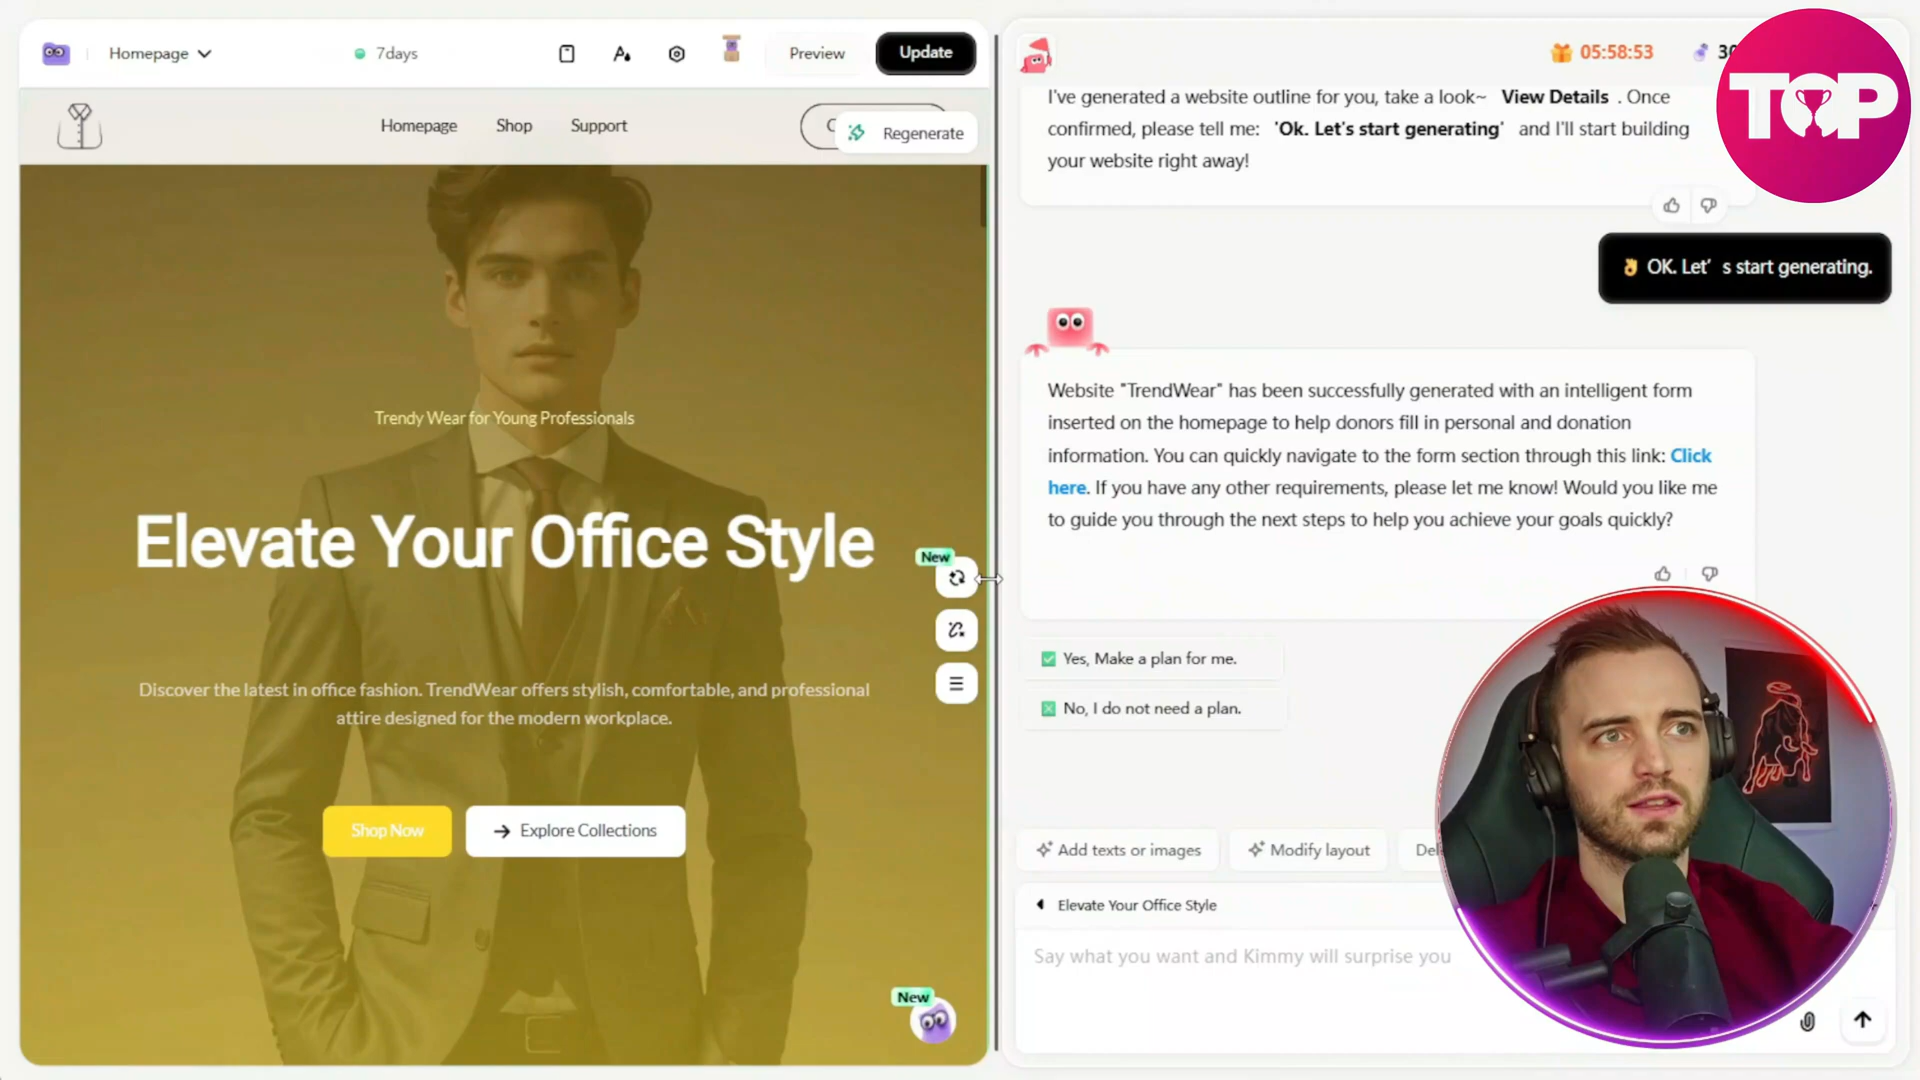 Homepage
7days
Preview
Update
Homepage
Shop
Support
Regenerate
Trendy Wear for Young Professionals
Elevate Your Office Style
New
Discover the latest in office fashion. TrendWear offers stylish, comfortable, and professional
attire designed for the modern workplace.
Shop Now
Explore Collections
New
05:58:53
TOP
I've generated a website outline for you, take a look~ View Details . Once
confirmed, please tell me: 'Ok. Let's start generating' and I'll start building
your website right away!
OK. Let' s start generating.
Website "TrendWear" has been successfully generated with an intelligent form
inserted on the homepage to help donors fill in personal and donation
information. You can quickly navigate to the form section through this link: Click
here. If you have any other requirements, please let me know! Would you like me
to guide you through the next steps to help you achieve your goals quickly?
Yes, Make a plan for me.
No, I do not need a plan.
Add texts or images
Modify layout
Elevate Your Office Style
Say what you want and Kimmy will surprise you